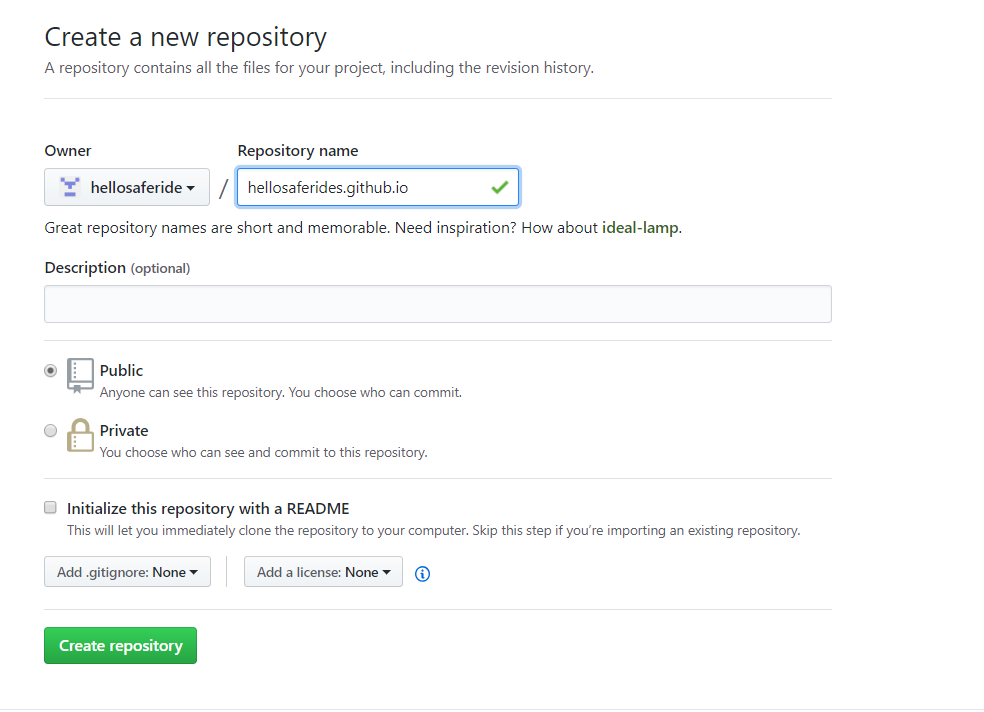 Create a new repository
A repository contains all the files for your project, including the revision history.
Owner
Repository name
hellosaferide
/
hellosaferides.github.io
Great repository names are short and memorable. Need inspiration? How about ideal-lamp.
Description (optional)
Public
Anyone can see this repository. You choose who can commit.
Private
You choose who can see and commit to this repository.
Initialize this repository with a README
This will let you immediately clone the repository to your computer. Skip this step if you’re importing an existing repository.
Add .gitignore: None
Add a license: None
Create repository